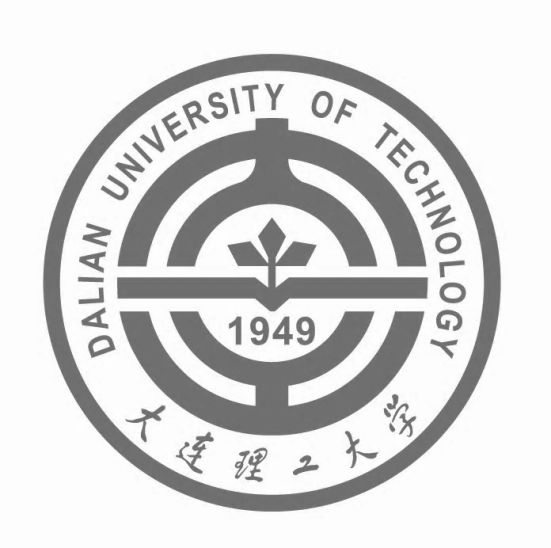 DALIAN UNIVERSITY OF TECHNOLOGY
1949
大连理工大学